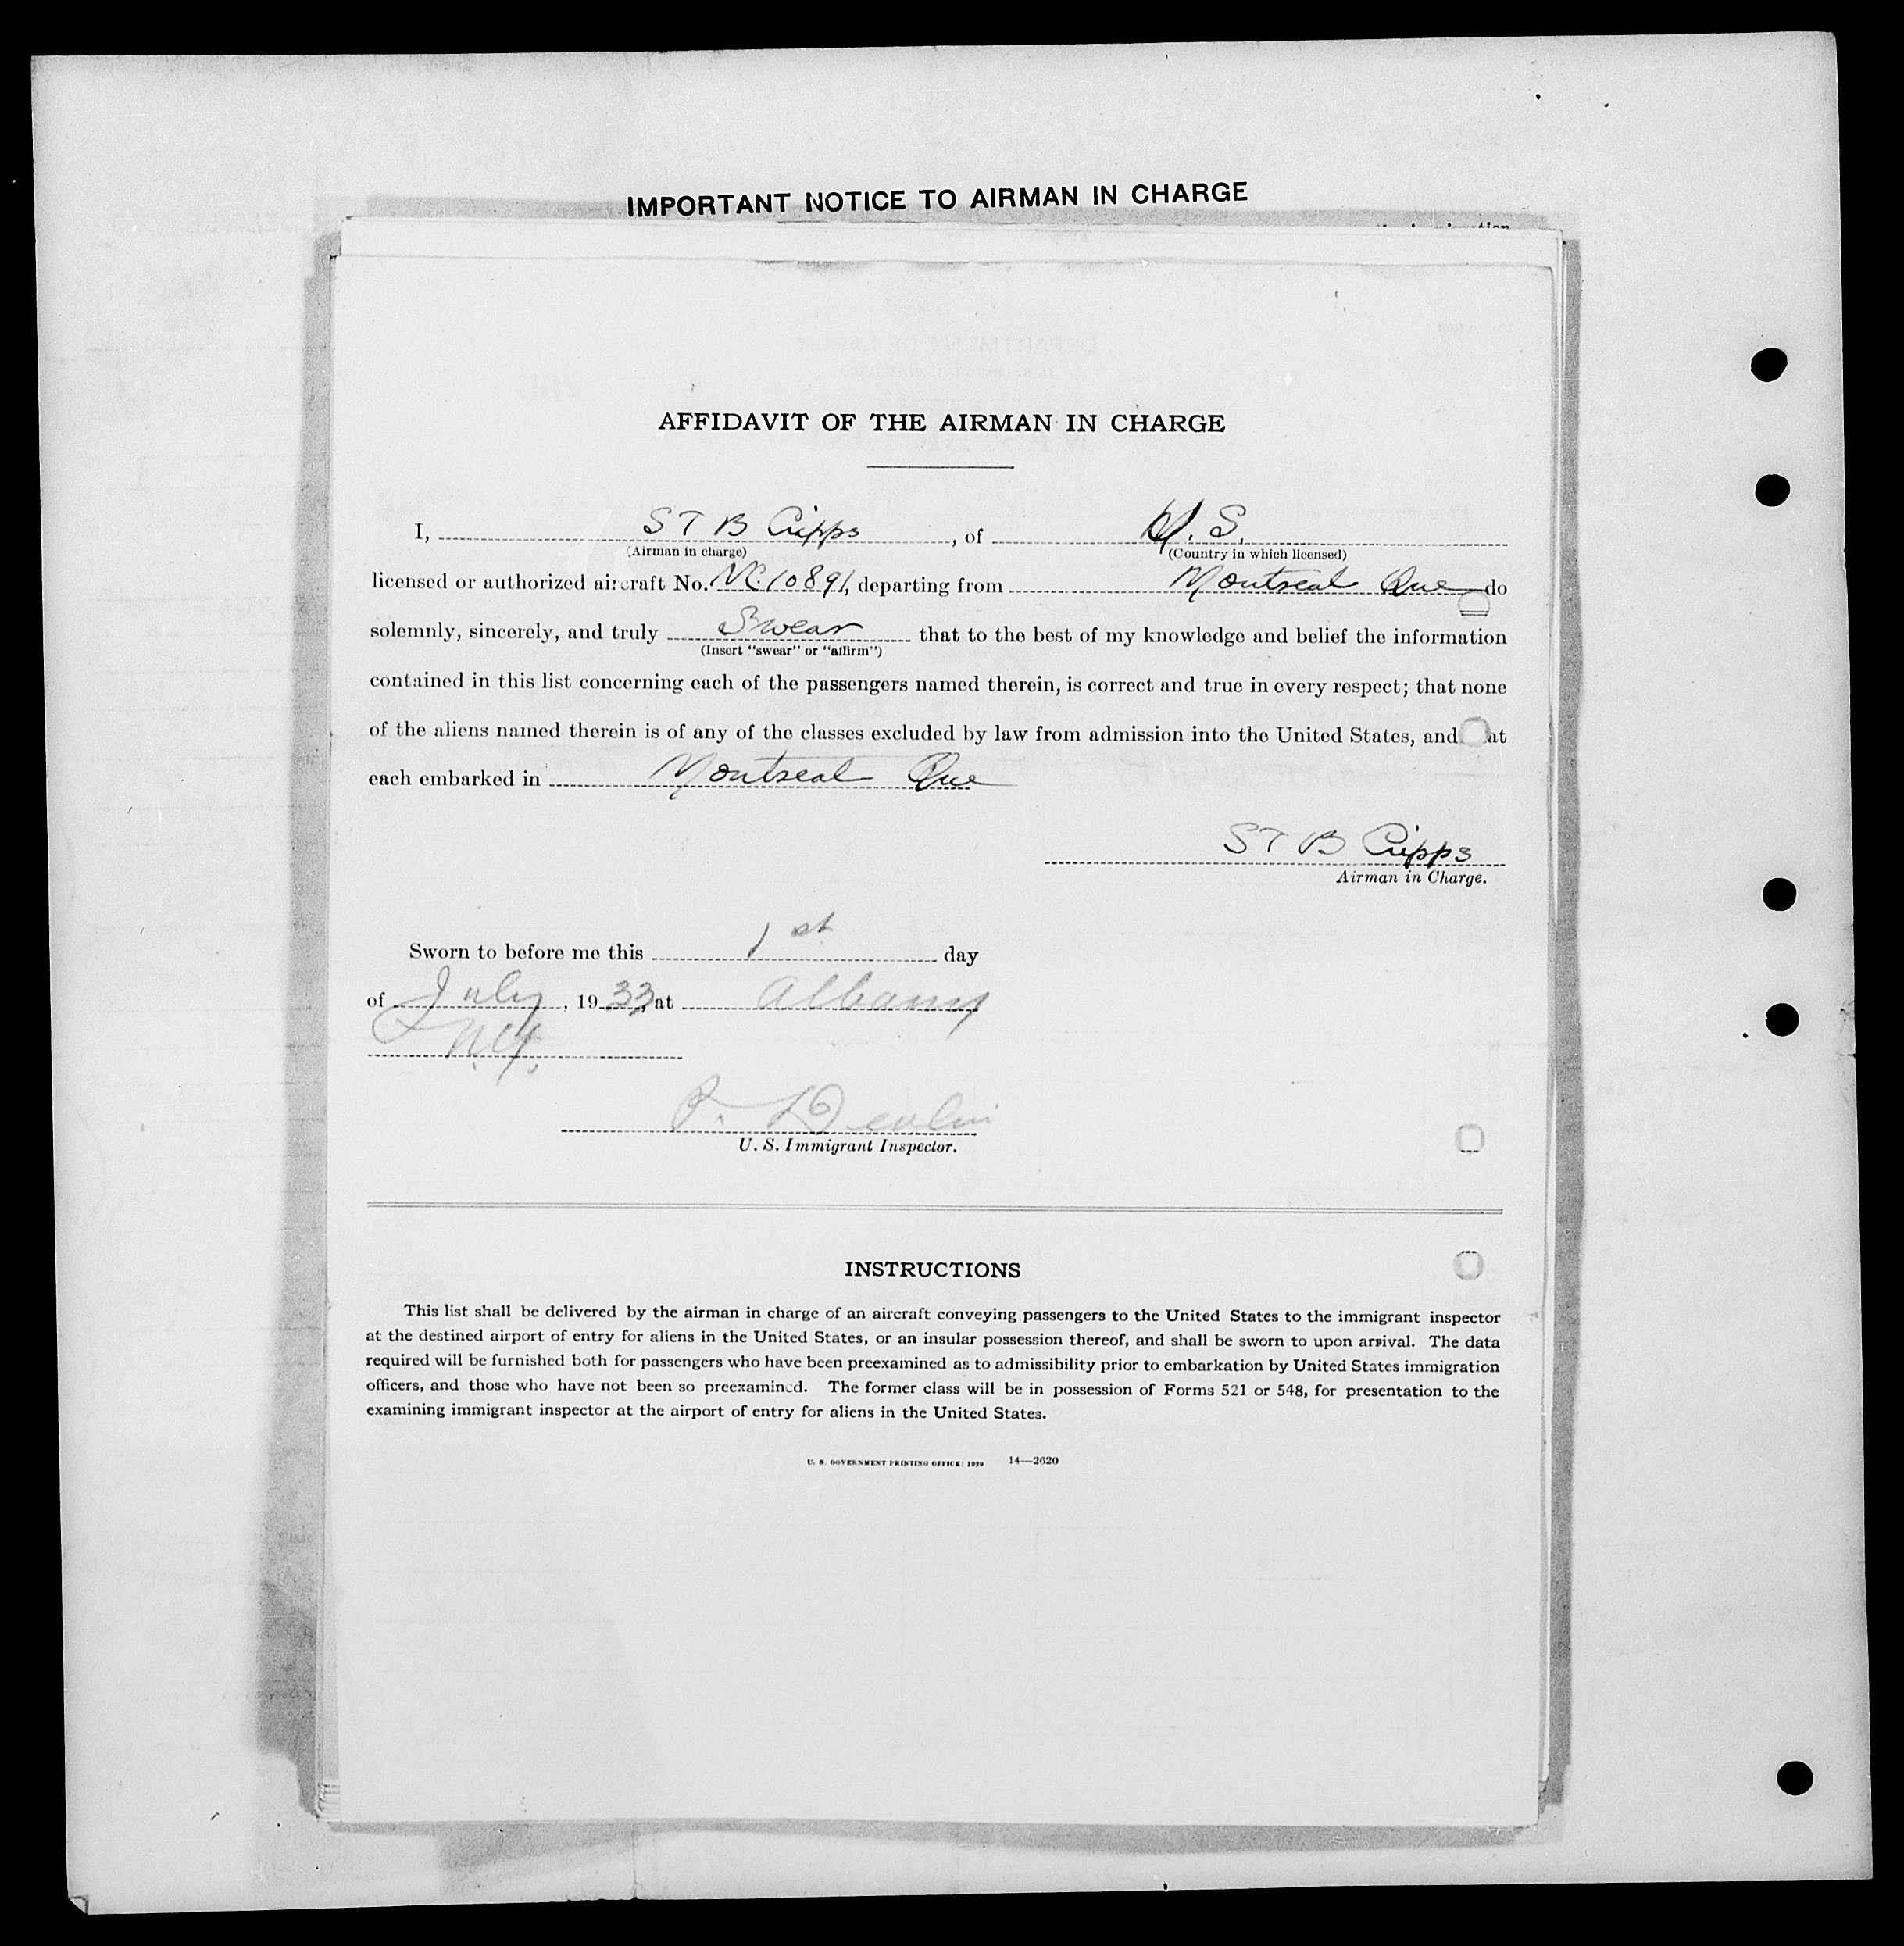 IMPORTANT NOTICE TO AIRMAN IN CHARGE
AFFIDAVIT OF THE AIRMAN IN CHARGE
I, S T B Cripps, of U. S.
(Airman in charge) (Country in which licensed)
licensed or authorized aircraft No. NC.10891, departing from Montreal Que do
solemnly, sincerely, and truly Swear that to the best of my knowledge and belief the information
(Insert "swear" or "affirm")
contained in this list concerning each of the passengers named therein, is correct and true in every respect; that none
of the aliens named therein is of any of the classes excluded by law from admission into the United States, and at
each embarked in Montreal Que
S T B Cripps
Airman in Charge.
Sworn to before me this 1st day
of July, 1933, at Albany
N.Y.
P. Devlin
U. S. Immigrant Inspector.
INSTRUCTIONS
This list shall be delivered by the airman in charge of an aircraft conveying passengers to the United States to the immigrant inspector
at the destined airport of entry for aliens in the United States, or an insular possession thereof, and shall be sworn to upon arrival. The data
required will be furnished both for passengers who have been preexamined as to admissibility prior to embarkation by United States immigration
officers, and those who have not been so preexamined. The former class will be in possession of Forms 521 or 548, for presentation to the
examining immigrant inspector at the airport of entry for aliens in the United States.
U. S. GOVERNMENT PRINTING OFFICE: 1929 14—2620